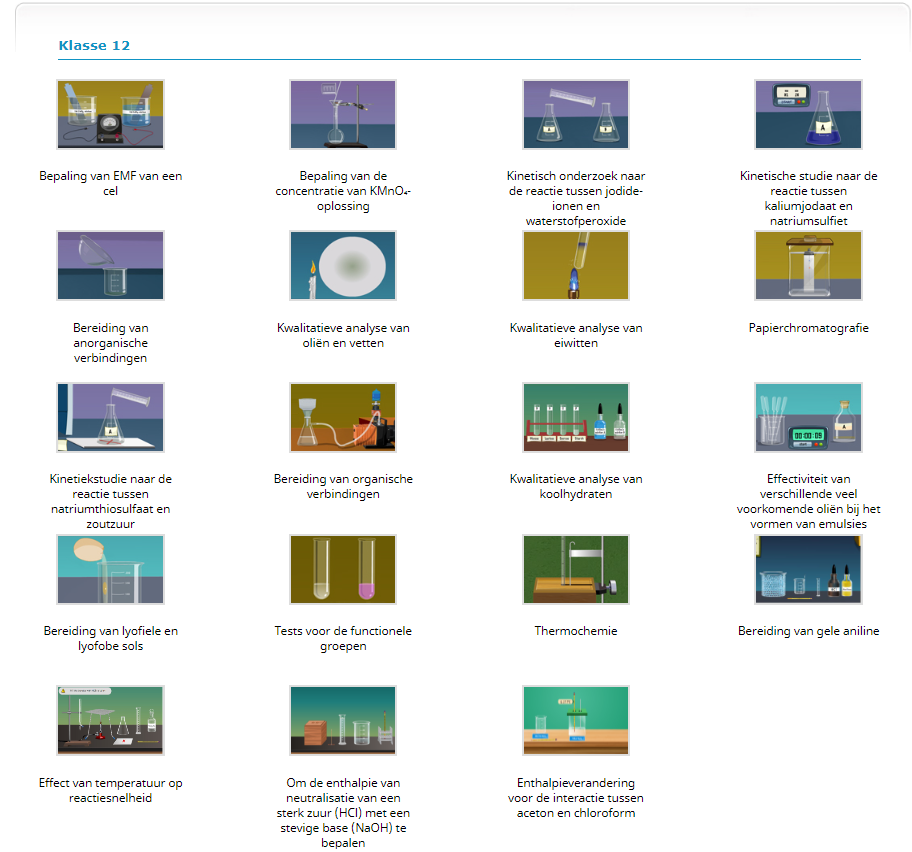 Klasse 12
Bepaling van EMF van een
cel
Bepaling van de
concentratie van KMnO₄-
oplossing
Kinetisch onderzoek naar
de reactie tussen jodide-
ionen en
waterstofperoxide
Kinetische studie naar de
reactie tussen
kaliumjodaat en
natriumsulfiet
Bereiding van
anorganische
verbindingen
Kwalitatieve analyse van
oliën en vetten
Kwalitatieve analyse van
eiwitten
Papierchromatografie
Kinetiekstudie naar de
reactie tussen
natriumthiosulfaat en
zoutzuur
Bereiding van organische
verbindingen
Kwalitatieve analyse van
koolhydraten
Effectiviteit van
verschillende veel
voorkomende oliën bij het
vormen van emulsies
Bereiding van lyofiele en
lyofobe sols
Tests voor de functionele
groepen
Thermochemie
Bereiding van gele aniline
Effect van temperatuur op
reactiesnelheid
Om de enthalpie van
neutralisatie van een
sterk zuur (HCl) met een
stevige base (NaOH) te
bepalen
Enthalpieverandering
voor de interactie tussen
aceton en chloroform